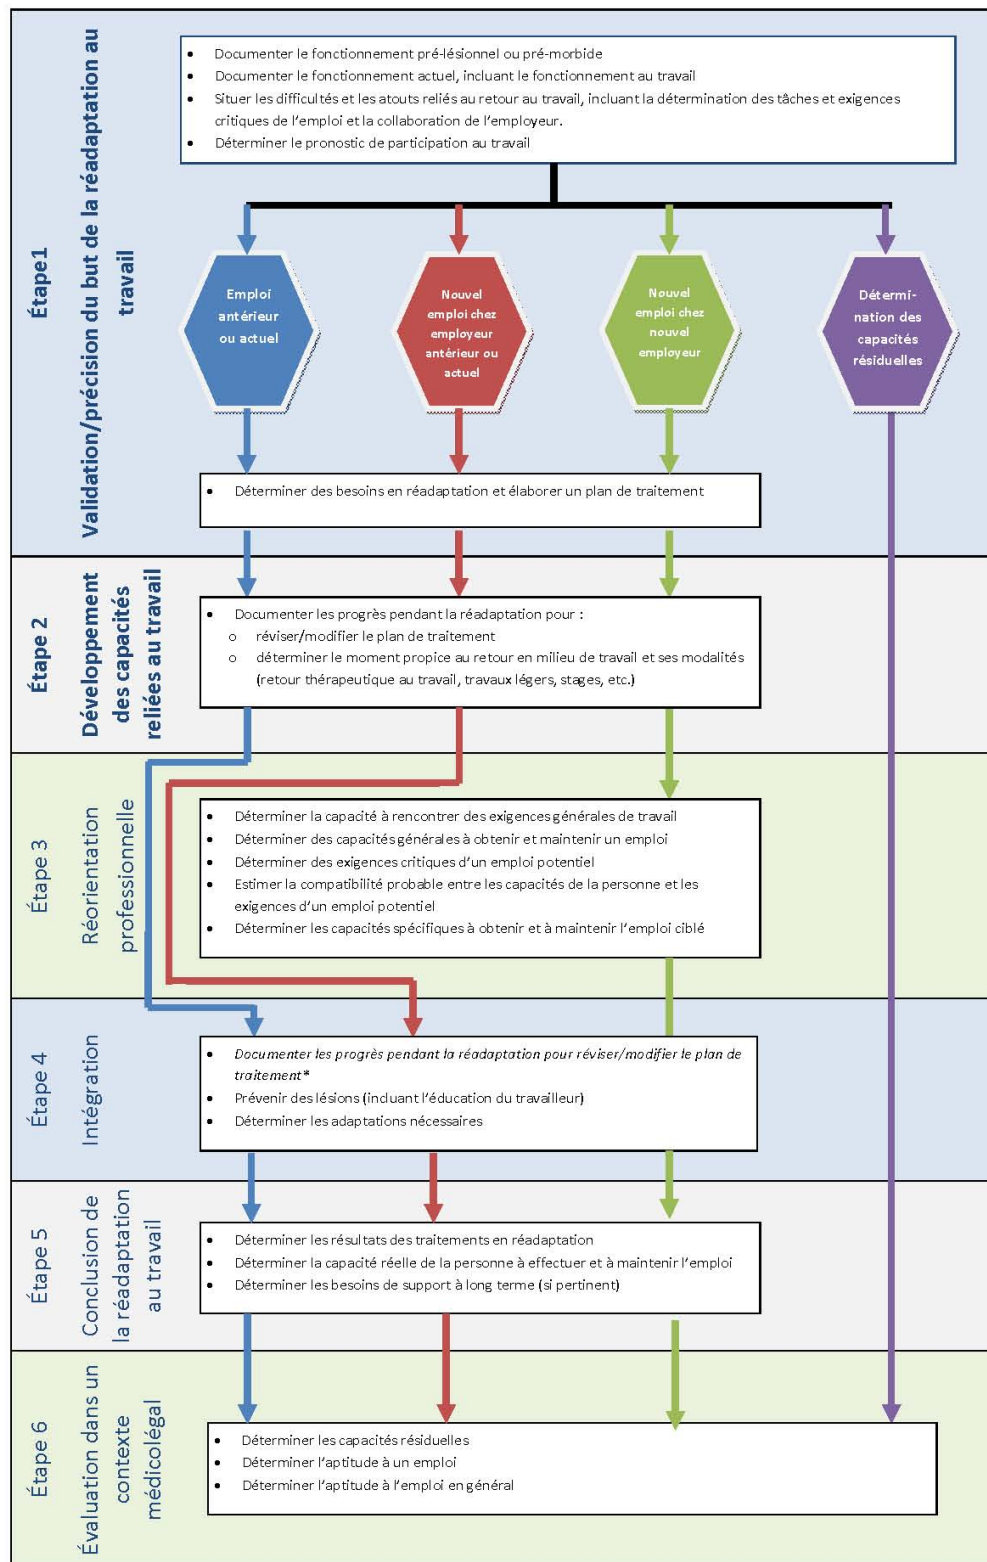 Étape1
Validation/précision du but de la réadaptation au
travail
• Documenter le fonctionnement pré-lésionnel ou pré-morbide
• Documenter le fonctionnement actuel, incluant le fonctionnement au travail
• Situer les difficultés et les atouts reliés au retour au travail, incluant la détermination des tâches et exigences
critiques de l'emploi et la collaboration de l'employeur.
• Déterminer le pronostic de participation au travail
Emploi
antérieur
ou actuel
Nouvel
emploi chez
employeur
antérieur ou
actuel
Nouvel
emploi chez
nouvel
employeur
Détermi-
nation des
capacités
résiduelles
• Déterminer des besoins en réadaptation et élaborer un plan de traitement
Étape 2
Développement
des capacités
reliées au travail
• Documenter les progrès pendant la réadaptation pour :
o réviser/modifier le plan de traitement
o déterminer le moment propice au retour en milieu de travail et ses modalités
(retour thérapeutique au travail, travaux légers, stages, etc.)
Étape 3
Réorientation
professionnelle
• Déterminer la capacité à rencontrer des exigences générales de travail
• Déterminer des capacités générales à obtenir et maintenir un emploi
• Déterminer des exigences critiques d'un emploi potentiel
• Estimer la compatibilité probable entre les capacités de la personne et les
exigences d'un emploi potentiel
• Déterminer les capacités spécifiques à obtenir et à maintenir l'emploi ciblé
Étape 4
Intégration
• Documenter les progrès pendant la réadaptation pour réviser/modifier le plan de
traitement*
• Prévenir des lésions (incluant l'éducation du travailleur)
• Déterminer les adaptations nécessaires
Étape 5
Conclusion de
la réadaptation
au travail
• Déterminer les résultats des traitements en réadaptation
• Déterminer la capacité réelle de la personne à effectuer et à maintenir l'emploi
• Déterminer les besoins de support à long terme (si pertinent)
Étape 6
Évaluation dans un
contexte
médicolégal
• Déterminer les capacités résiduelles
• Déterminer l'aptitude à un emploi
• Déterminer l'aptitude à l'emploi en général